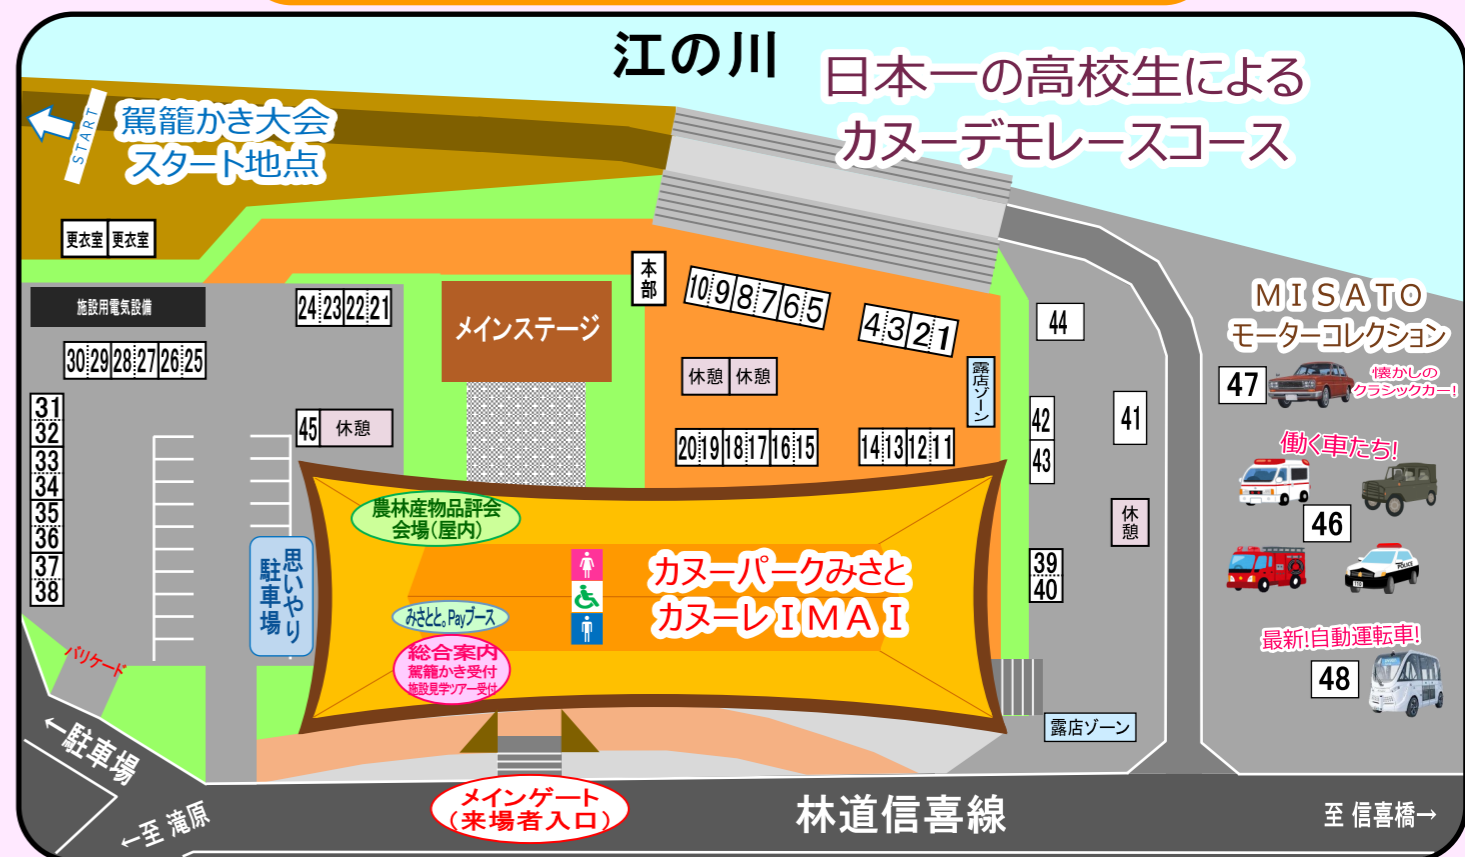 江の川
日本一の高校生による
カヌーデモレースコース
START
駕籠かき大会
スタート地点
更衣室 更衣室
施設用電気設備
24 23 22 21
30 29 28 27 26 25
31
32
33
34
35
36
37
38
45 休憩
メインステージ
本部
10 9 8 7 6 5
4 3 2 1
休憩 休憩
露店ゾーン
20 19 18 17 16 15
14 13 12 11
44
42
43
41
休憩
39
40
MISATO
モーターコレクション
47
懐かしの
クラシックカー!
働く車たち!
46
POLICE
最新!自動運転車!
48
思いやり
駐車場
農林産物品評会
会場(屋内)
みさとと。Payブース
総合案内
駕籠かき受付
施設見学ツアー受付
カヌーパークみさと
カヌーレIMAI
露店ゾーン
バリケード
←駐車場
←至 滝原
メインゲート
(来場者入口)
林道信喜線
至 信喜橋→